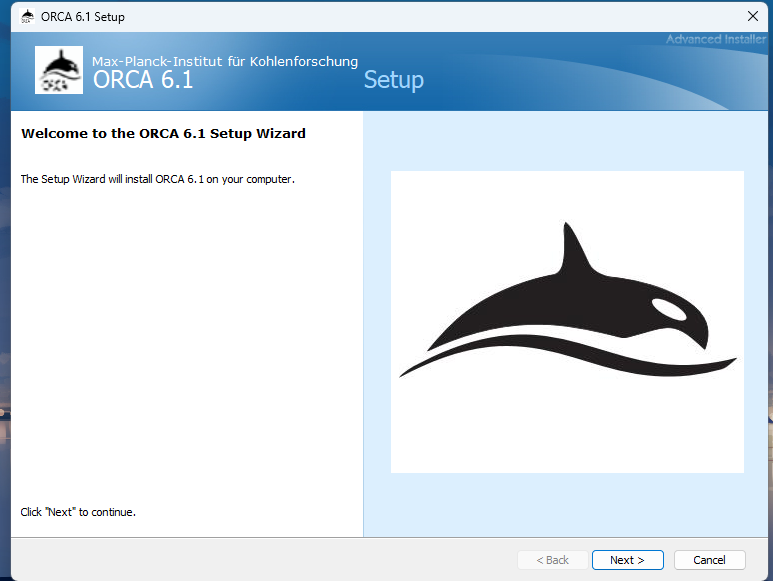 ORCA 6.1 Setup
Advanced Installer
Max-Planck-Institut für Kohlenforschung
ORCA 6.1 Setup
Welcome to the ORCA 6.1 Setup Wizard
The Setup Wizard will install ORCA 6.1 on your computer.
Click "Next" to continue.
< Back Next > Cancel